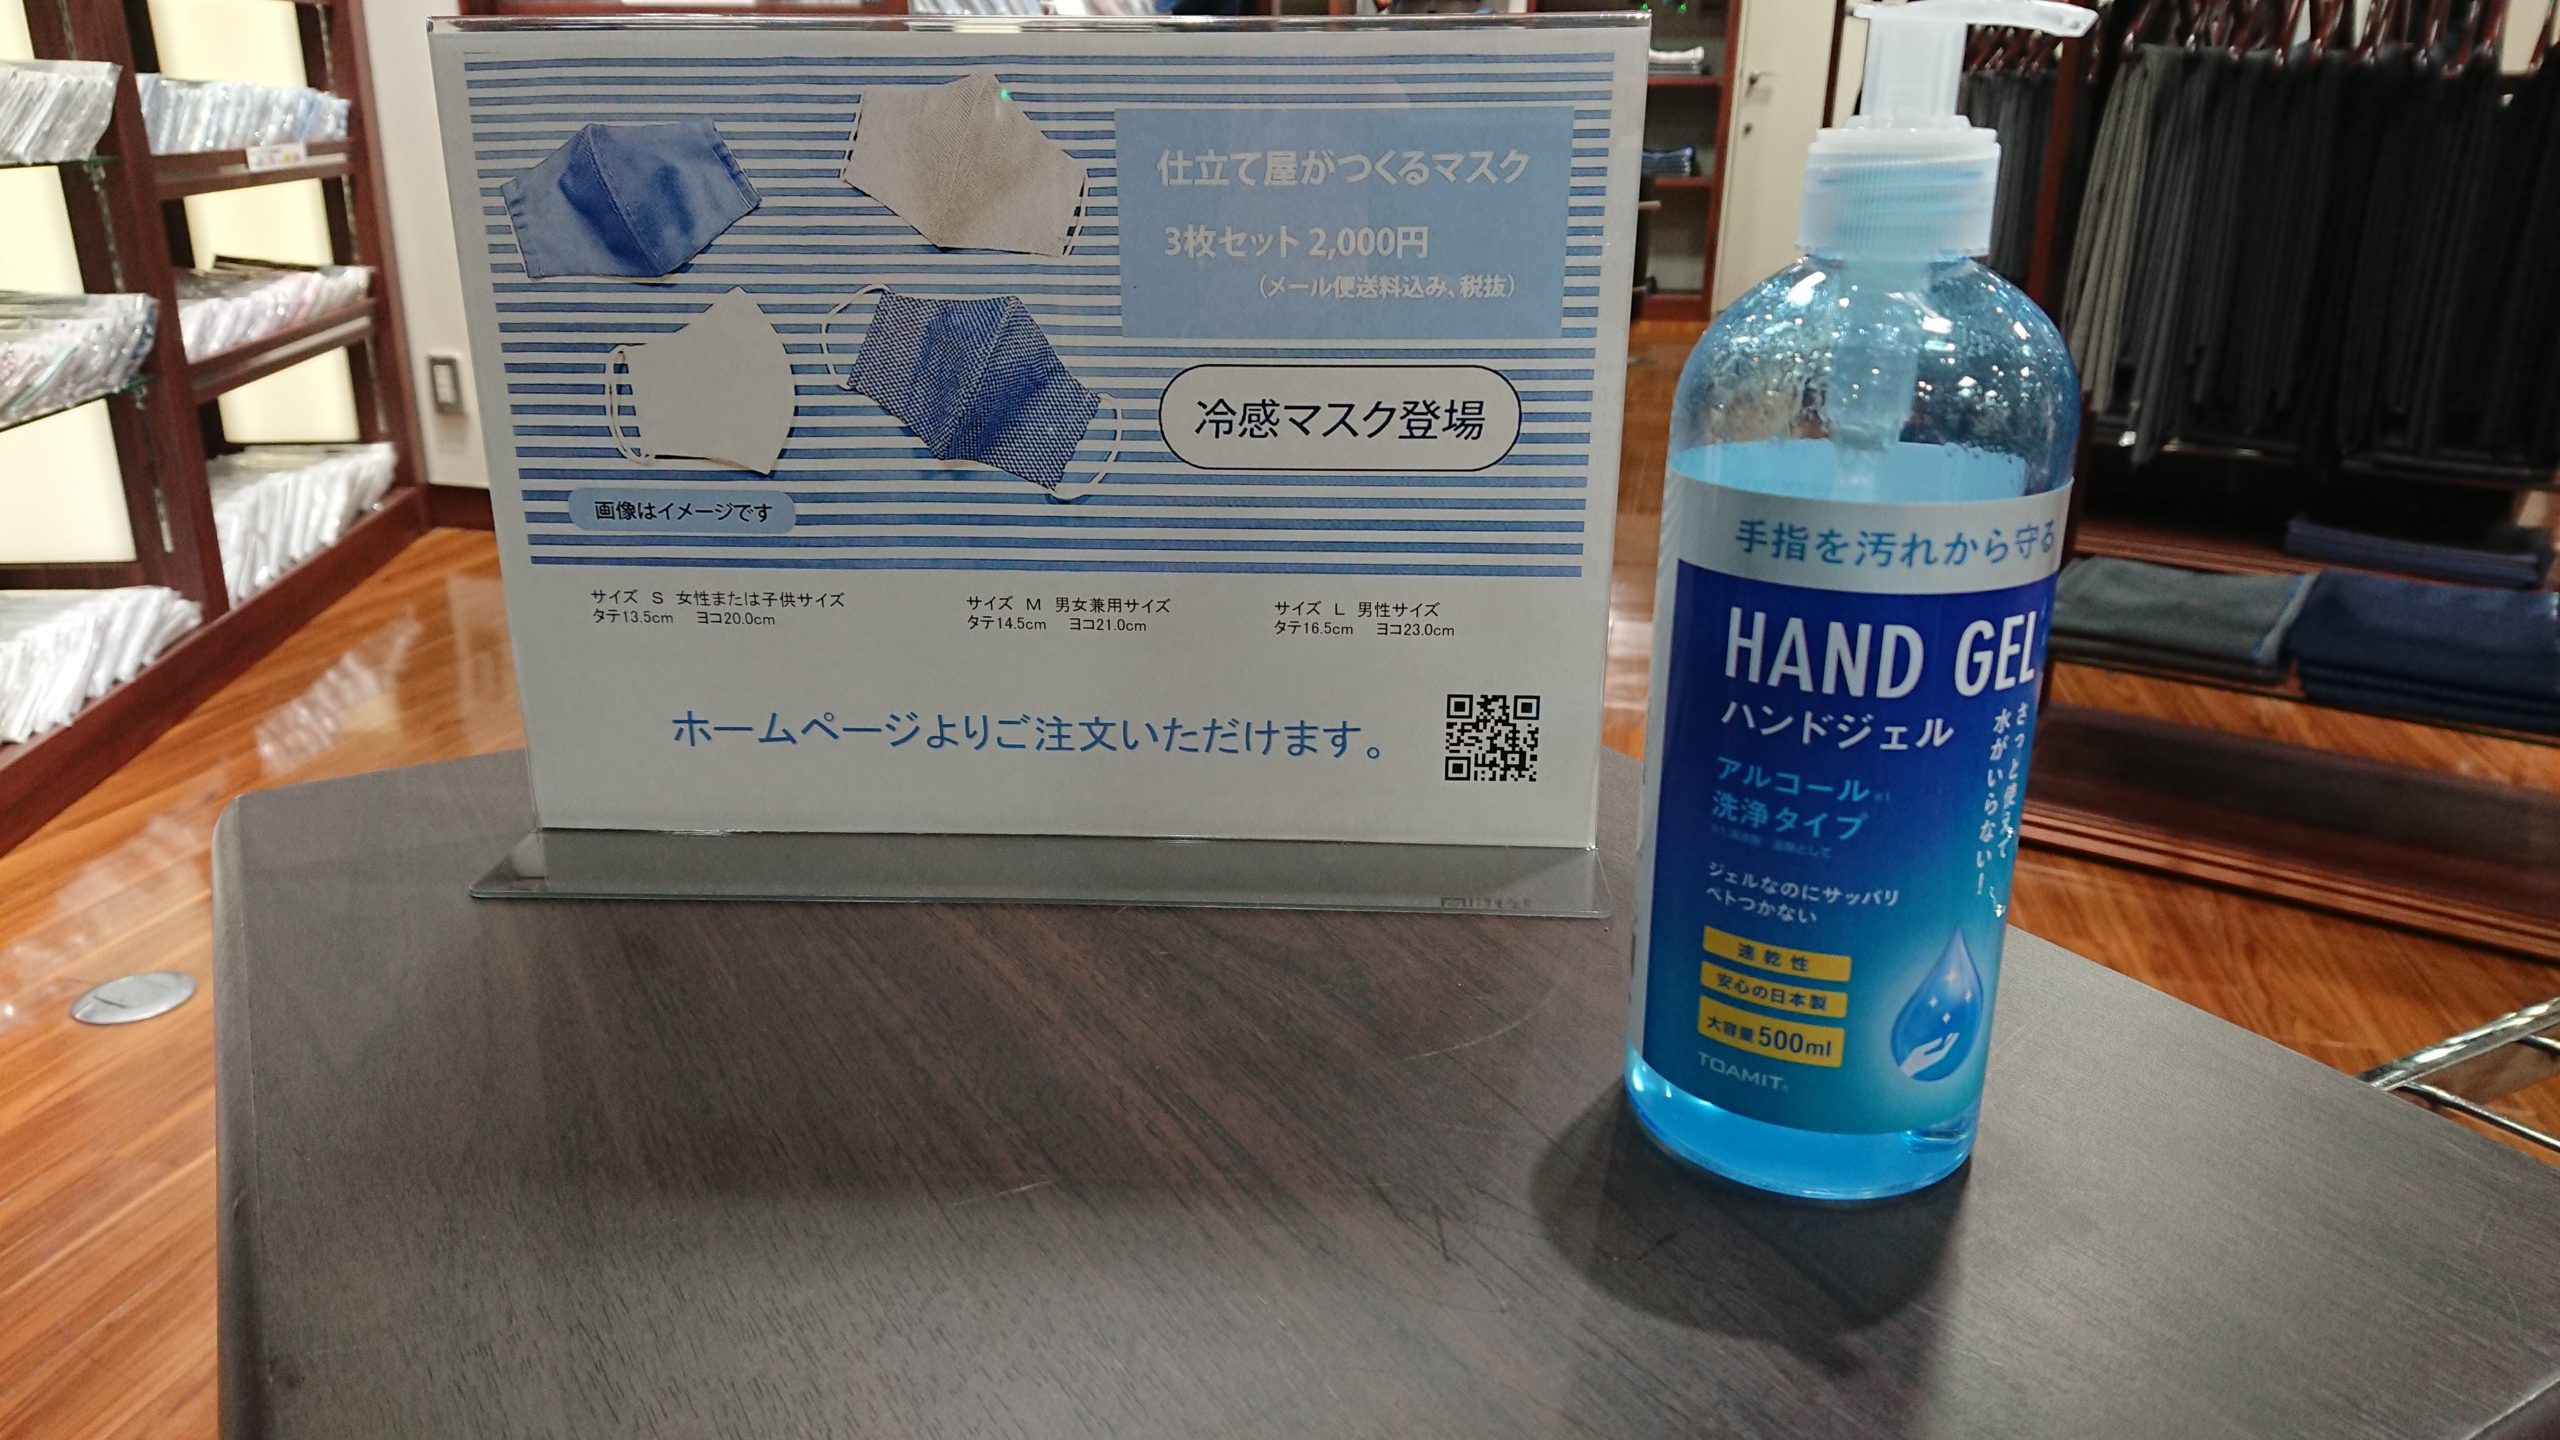 仕立て屋がつくるマスク
3枚セット 2,000円
（メール便送料込み、税抜）
冷感マスク登場
画像はイメージです
サイズ S 女性または子供サイズ
タテ13.5cm ヨコ20.0cm
サイズ M 男女兼用サイズ
タテ14.5cm ヨコ21.0cm
サイズ L 男性サイズ
タテ16.5cm ヨコ23.0cm
ホームページよりご注文いただけます。
手指を汚れから守る
HAND GEL
ハンドジェル
さっと使えて
水がいらない！
アルコール※1
洗浄タイプ
ジェルなのにサッパリ
ベトつかない
速乾性
安心の日本製
大容量500ml
TOAMIT